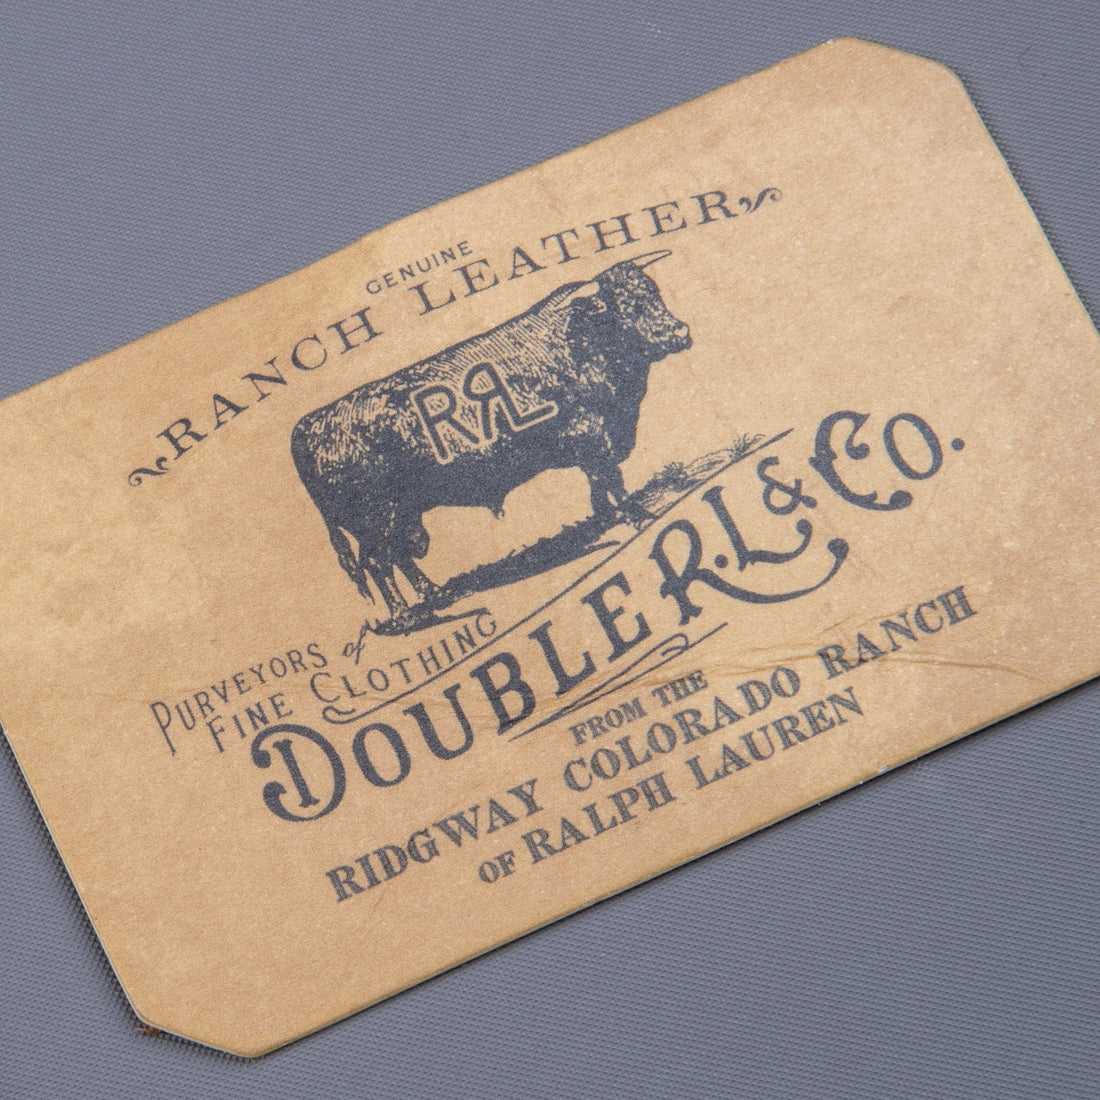 GENUINE
RANCH LEATHER
RRL
PURVEYORS of
FINE CLOTHING
DOUBLE R.L & CO.
FROM THE
RIDGWAY COLORADO RANCH
OF RALPH LAUREN